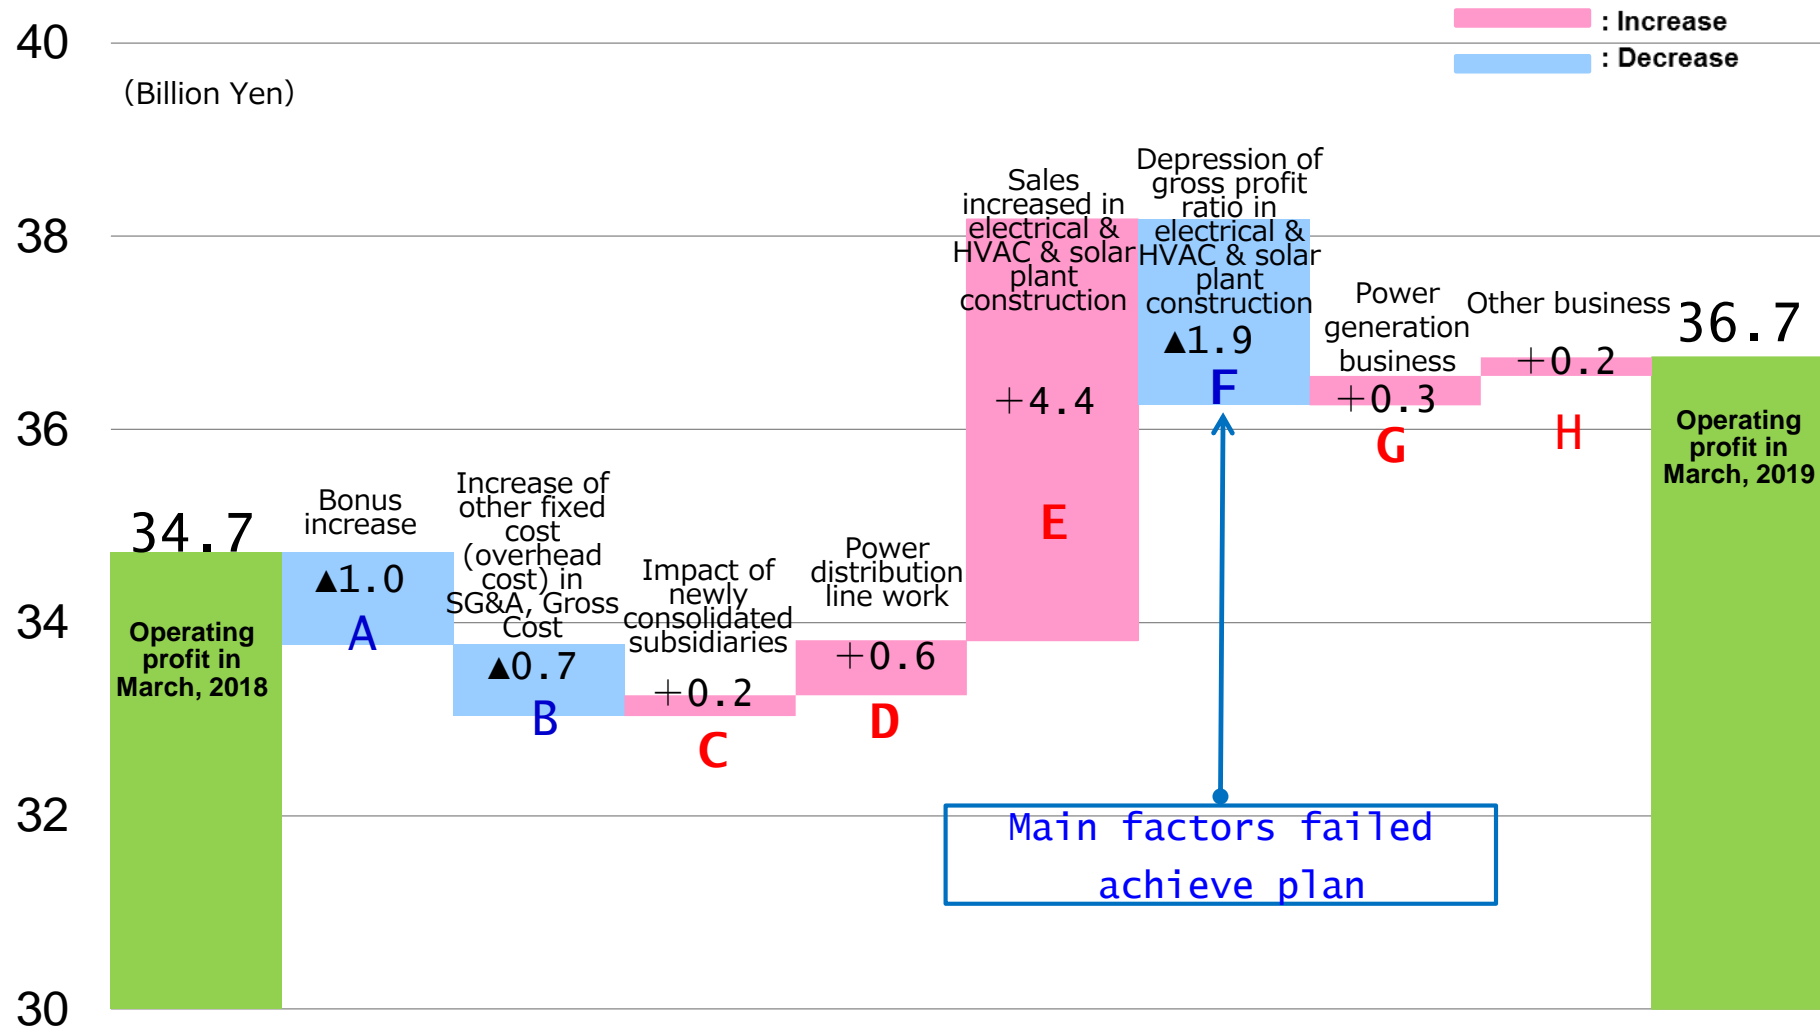 : Increase
: Decrease
40
38
36
34
32
30
（Billion Yen）
34.7
Operating
profit in
March, 2018
Bonus
increase
▲1.0
A
Increase of
other fixed
cost
(overhead
cost) in
SG&A, Gross
Cost
▲0.7
B
Impact of
newly
consolidated
subsidiaries
＋0.2
C
Power
distribution
line work
＋0.6
D
Sales
increased in
electrical &
HVAC & solar
plant
construction
＋4.4
E
Depression of
gross profit
ratio in
electrical &
HVAC & solar
plant
construction
▲1.9
F
Power
generation
business
＋0.3
G
Other business
＋0.2
H
36.7
Operating
profit in
March, 2019
Main factors failed
achieve plan